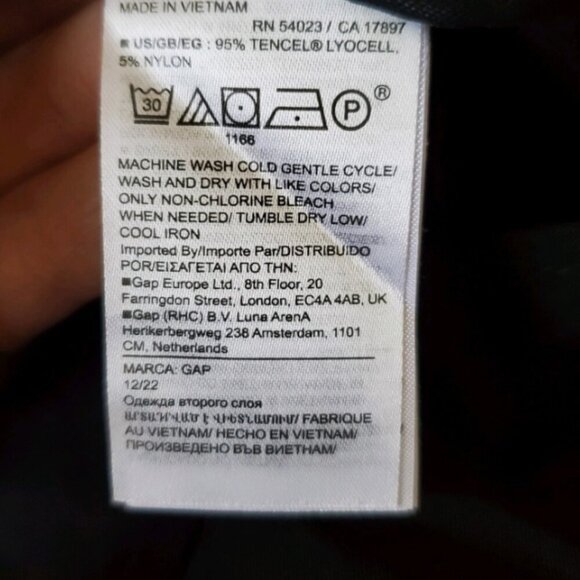 MADE IN VIETNAM
RN 54023 / CA 17897
■ US/GB/EG : 95% TENCEL® LYOCELL,
5% NYLON
30 P ®
1166
MACHINE WASH COLD GENTLE CYCLE/
WASH AND DRY WITH LIKE COLORS/
ONLY NON-CHLORINE BLEACH
WHEN NEEDED/ TUMBLE DRY LOW/
COOL IRON
Imported By/Importe Par/DISTRIBUIDO
POR/ΕΙΣΑΓΕΤΑΙ ΑΠΟ ΤΗΝ:
■Gap Europe Ltd., 8th Floor, 20
Farringdon Street, London, EC4A 4AB, UK
■Gap (RHC) B.V. Luna ArenA
Herikerbergweg 238 Amsterdam, 1101
CM, Netherlands
MARCA: GAP
12/22
Одежда второго слоя
ԱՐՏԱԴՐՎԱԾ Է ՎԻԵՏՆԱՄՈՒՄ/ FABRIQUE
AU VIETNAM/ HECHO EN VIETNAM/
ПРОИЗВЕДЕНО ВЪВ ВИЕТНАМ/